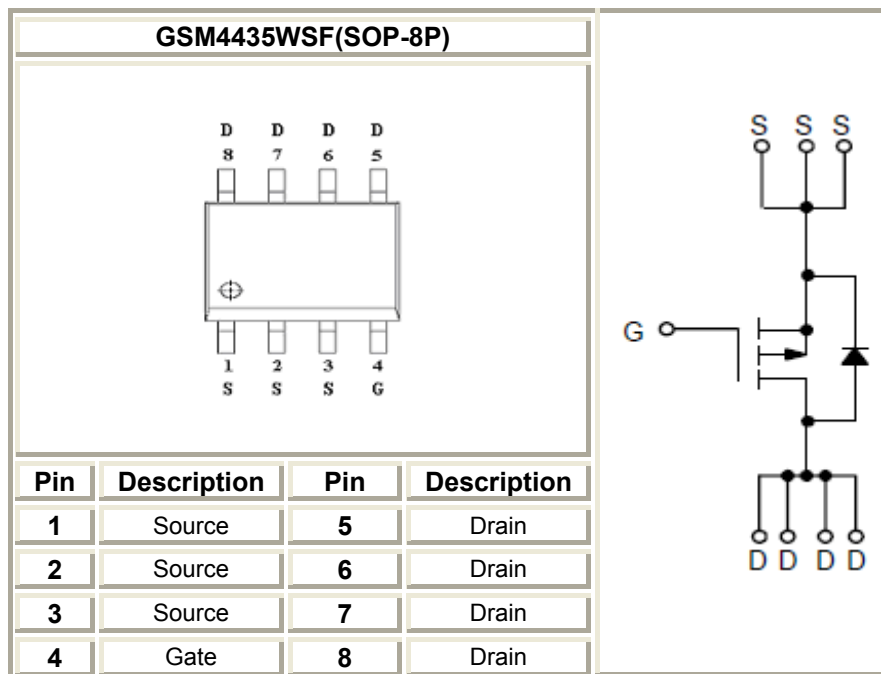 GSM4435WSF(SOP-8P)
D D D D
8 7 6 5
1 2 3 4
S S S G
S S S
G
D D D D
Pin Description Pin Description
1 Source 5 Drain
2 Source 6 Drain
3 Source 7 Drain
4 Gate 8 Drain